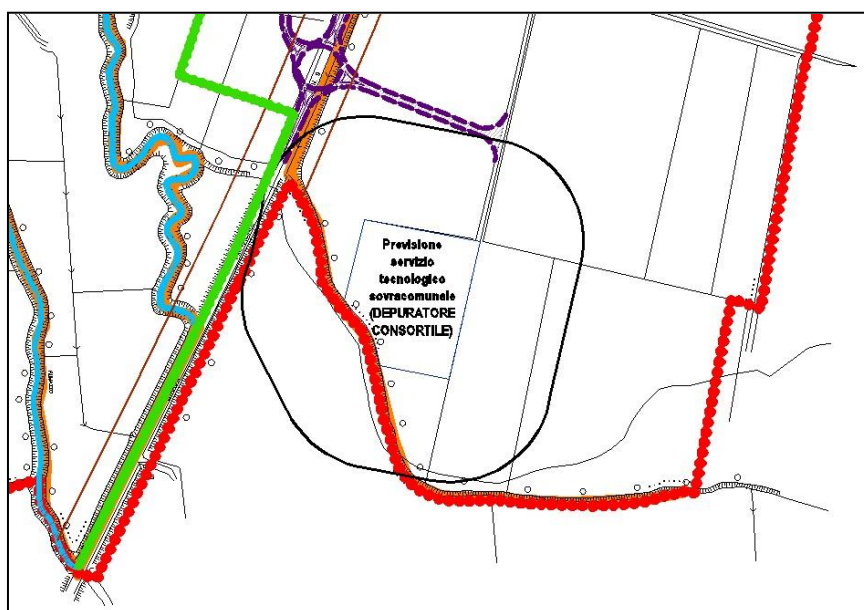 Previsione
servizio
tecnologico
sovracomunale
(DEPURATORE
CONSORTILE)